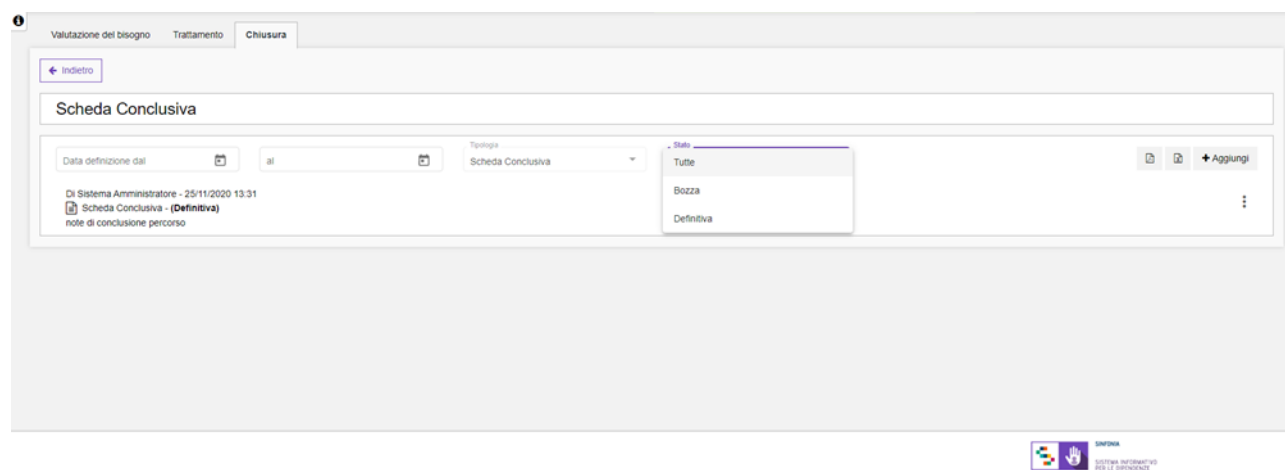 Valutazione del bisogno Trattamento Chiusura
Indietro
Scheda Conclusiva
Data definizione dal al Tipologia Scheda Conclusiva Stato
Tutte
Bozza
Definitiva
Aggiungi
Di Sistema Amministratore - 25/11/2020 13:31
Scheda Conclusiva - (Definitiva)
note di conclusione percorso
SINFONIA
SISTEMA INFORMATIVO
PER LE DIPENDENZE